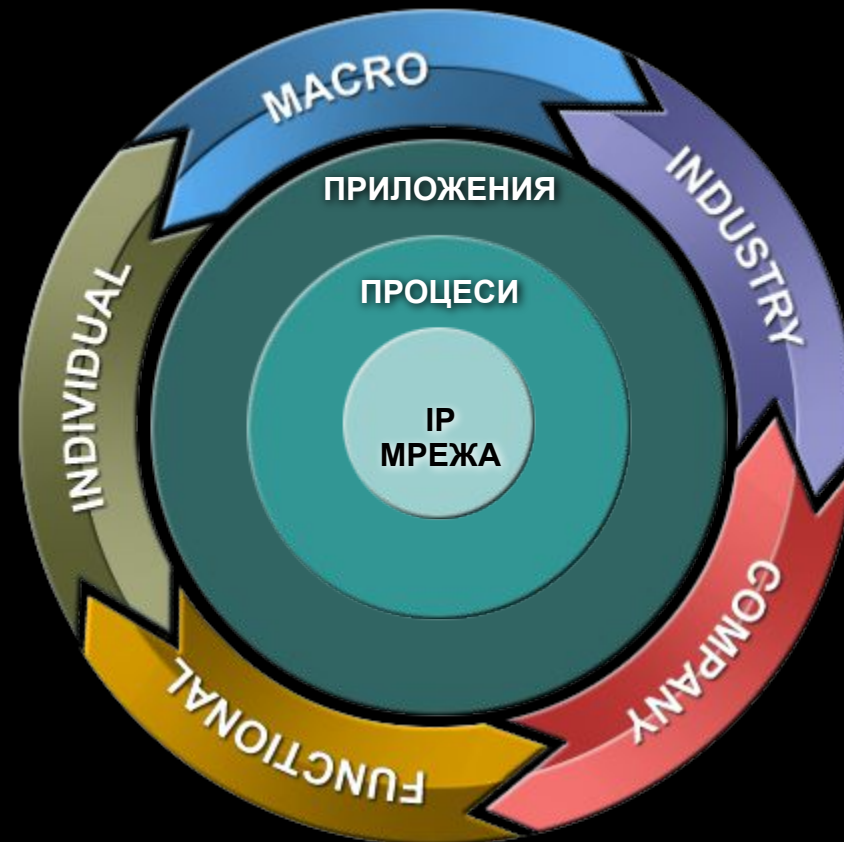 MACRO
INDUSTRY
COMPANY
FUNCTIONAL
INDIVIDUAL
ПРИЛОЖЕНИЯ
ПРОЦЕСИ
IP
МРЕЖА